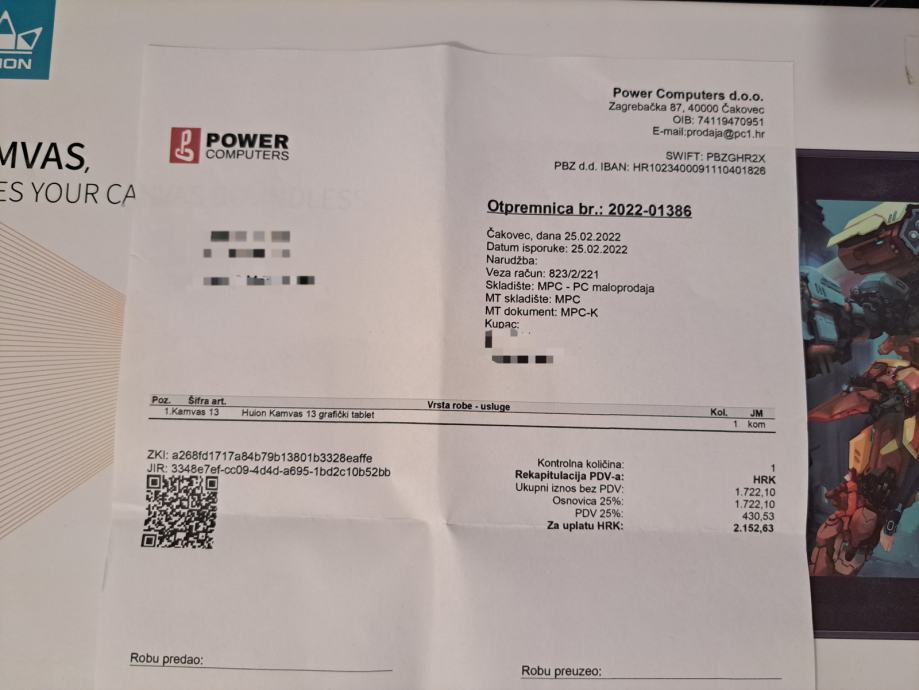 ION
MVAS,
ES YOUR CA
POWER
COMPUTERS
Power Computers d.o.o.
Zagrebačka 87, 40000 Čakovec
OIB: 74119470951
E-mail:prodaja@pc1.hr
SWIFT: PBZGHR2X
PBZ d.d. IBAN: HR1023400091110401826
Otpremnica br.: 2022-01386
Čakovec, dana 25.02.2022
Datum isporuke: 25.02.2022
Narudžba:
Veza račun: 823/2/221
Skladište: MPC - PC maloprodaja
MT skladište: MPC
MT dokument: MPC-K
Kupac:
Poz. Šifra art. Vrsta robe - usluge Kol. JM
1.Kamvas 13 Huion Kamvas 13 grafički tablet 1 kom
ZKI: a268fd1717a84b79b13801b3328eaffe
JIR: 3348e7ef-cc09-4d4d-a695-1bd2c10b52bb
Kontrolna količina: 1
Rekapitulacija PDV-a: HRK
Ukupni iznos bez PDV: 1.722,10
Osnovica 25%: 1.722,10
PDV 25%: 430,53
Za uplatu HRK: 2.152,63
Robu predao:
Robu preuzeo: